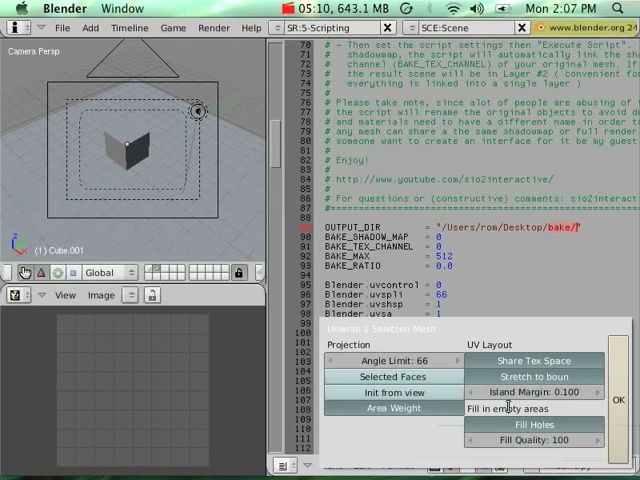 Blender Window
05:10, 643.1 MB
Mon 2:07 PM
File Add Timeline Game Render Help
SR:5-Scripting
SCE:Scene
www.blender.org 24
Camera Persp
(1) Cube.001
Global
View Image
70 # - Then set the script settings then "Execute Script".
71 # shadowmap, the script will automatically link the sh
72 # channel (BAKE_TEX_CHANNEL) of your original mesh. If
73 # the result scene will be in Layer #2 ( convenient fo
74 # everything is linked into a single layer )
75 #
76 # Please take note, since alot of people are abusing of
77 # the script will rename the original objects to avoid d
78 # and materials need to have a different name in order t
79 # any mesh can share a the same shadowmap or full render
80 # someone want to create an interface for it be my guest
81 #
82 # Enjoy!
83 #
84 # http://www.youtube.com/sio2interactive/
85 #
86 # For questions or (constructive) comments: sio2interact
87 #
88
OUTPUT_DIR = "/Users/rom/Desktop/bake/"
90 BAKE_SHADOW_MAP = 0
91 BAKE_TEX_CHANNEL = 0
92 BAKE_MAX = 512
93 BAKE_RATIO = 0.0
94
95 Blender.uvcontrol = 0
96 Blender.uvspli = 66
97 Blender.uvshsp = 1
98 Blender.uvsa = 1
99
100
101
102
103
104
105
106
107
108
109
110
111
112
Unwrap 1 Selected Mesh
Projection
UV Layout
Angle Limit: 66
Share Tex Space
Selected Faces
Stretch to boun
Init from view
Island Margin: 0.100
Area Weight
Fill in empty areas
Fill Holes
Fill Quality: 100
OK